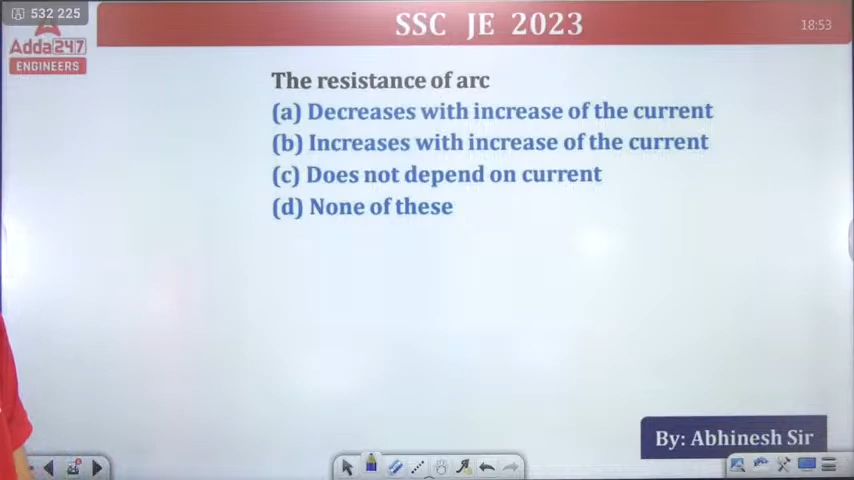 532 225
SSC JE 2023
18:53
Adda247
ENGINEERS
The resistance of arc
(a) Decreases with increase of the current
(b) Increases with increase of the current
(c) Does not depend on current
(d) None of these
By: Abhinesh Sir